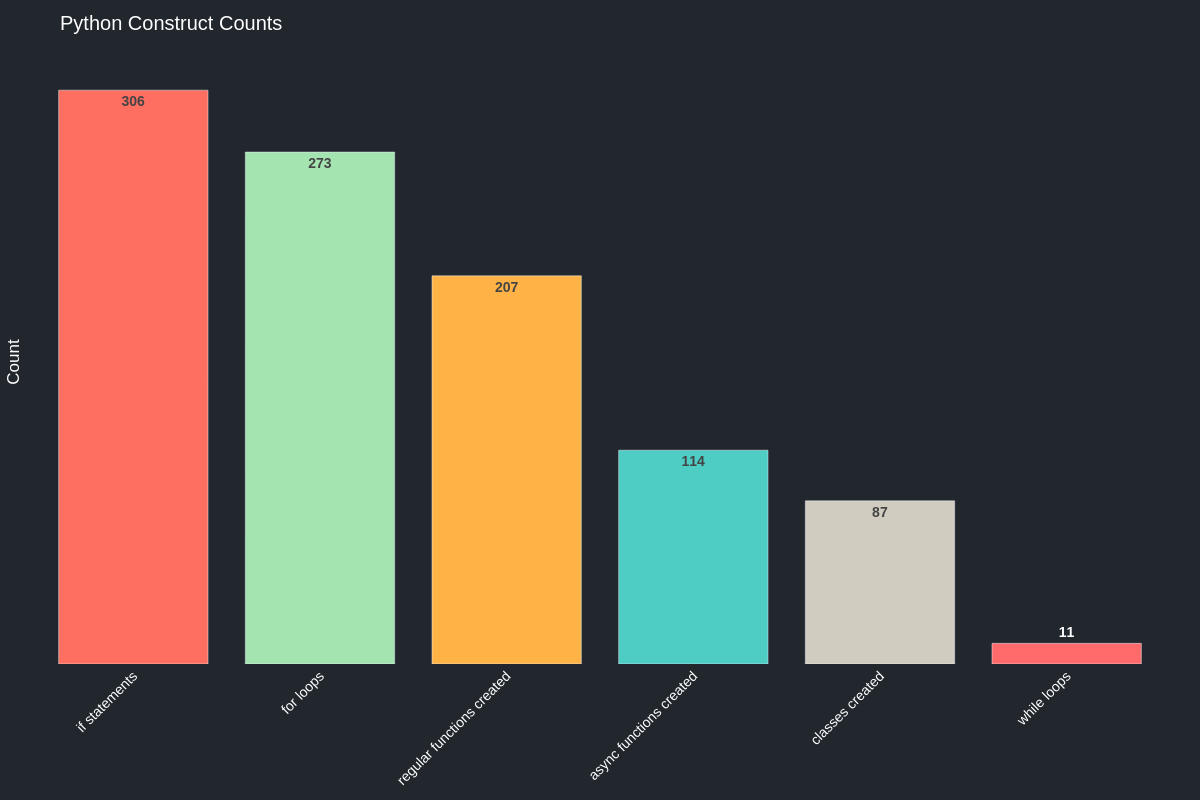 Python Construct Counts
306
273
207
114
87
11
Count
if statements
for loops
regular functions created
async functions created
classes created
while loops